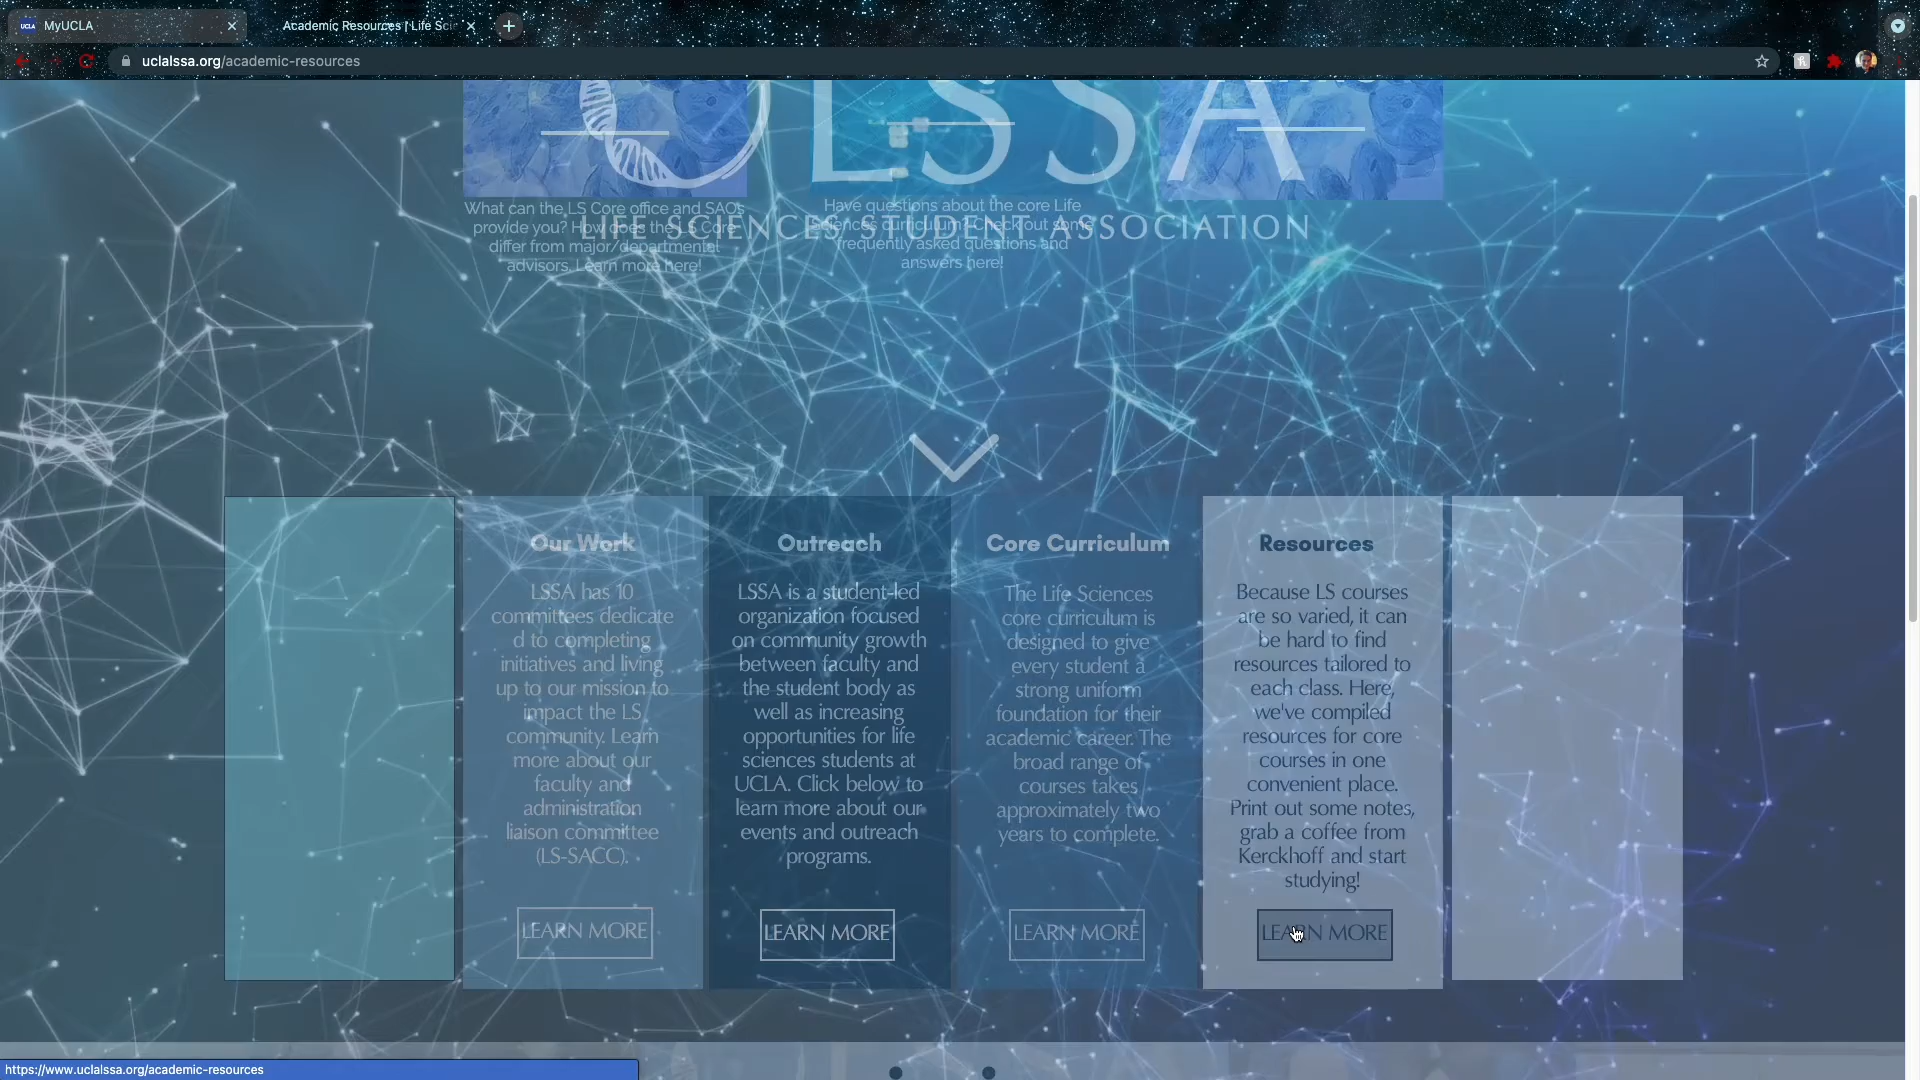 MyUCLA
Academic Resources | Life Sci
uclalssa.org/academic-resources
LSSA
LIFE SCIENCES STUDENT ASSOCIATION
What can the LS Core office and SAOs
provide you? How does the LS Core
differ from major/departmental
advisors. Learn more here!
Have questions about the core Life
Sciences curriculum? Check out some
frequently asked questions and
answers here!
Our Work
LSSA has 10
committees dedicate
d to completing
initiatives and living
up to our mission to
impact the LS
community. Learn
more about our
faculty and
administration
liaison committee
(LS-SACC).
LEARN MORE
Outreach
LSSA is a student-led
organization focused
on community growth
between faculty and
the student body as
well as increasing
opportunities for life
sciences students at
UCLA. Click below to
learn more about our
events and outreach
programs.
LEARN MORE
Core Curriculum
The Life Sciences
core curriculum is
designed to give
every student a
strong uniform
foundation for their
academic career. The
broad range of
courses takes
approximately two
years to complete.
LEARN MORE
Resources
Because LS courses
are so varied, it can
be hard to find
resources tailored to
each class. Here,
we've compiled
resources for core
courses in one
convenient place.
Print out some notes,
grab a coffee from
Kerckhoff and start
studying!
LEARN MORE
https://www.uclalssa.org/academic-resources